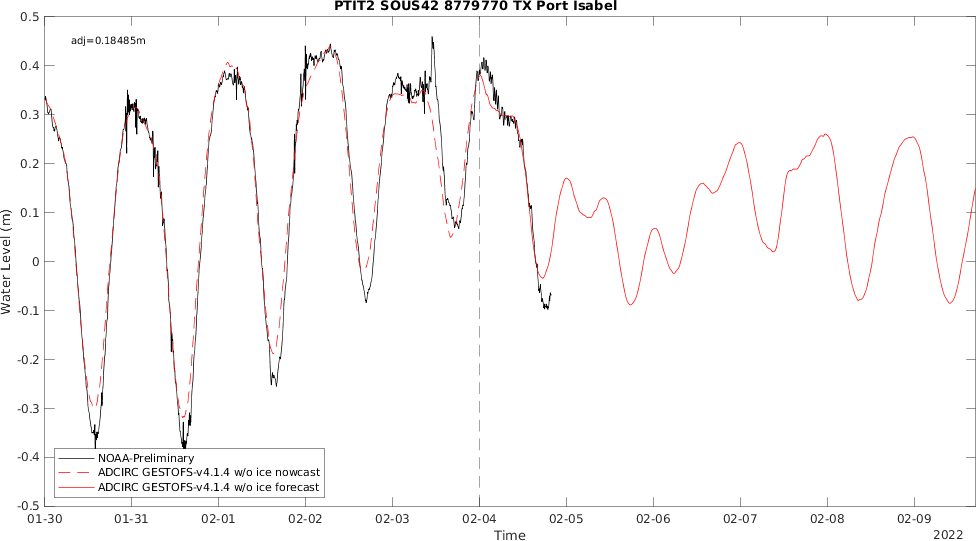 PTIT2 SOUS42 8779770 TX Port Isabel
adj=0.18485m
0.5
0.4
0.3
0.2
0.1
0
-0.1
-0.2
-0.3
-0.4
-0.5
Water Level (m)
NOAA-Preliminary
ADCIRC GESTOFS-v4.1.4 w/o ice nowcast
ADCIRC GESTOFS-v4.1.4 w/o ice forecast
01-30 01-31 02-01 02-02 02-03 02-04 02-05 02-06 02-07 02-08 02-09
Time
2022